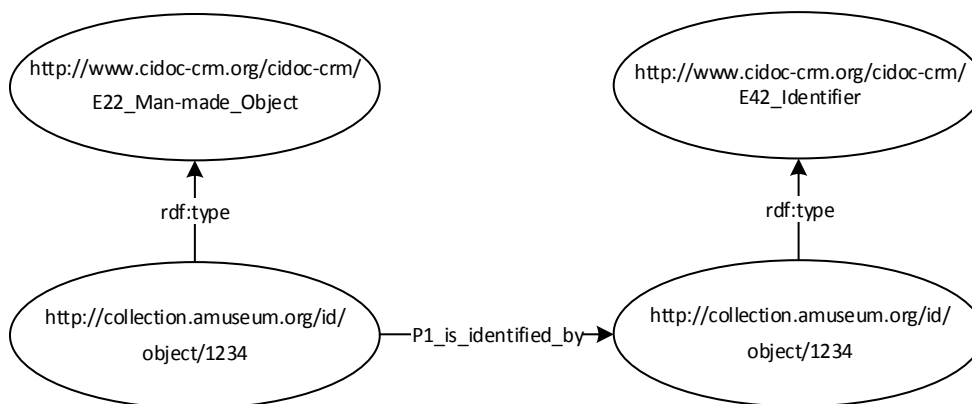 http://www.cidoc-crm.org/cidoc-crm/
E22_Man-made_Object
http://www.cidoc-crm.org/cidoc-crm/
E42_Identifier
rdf:type
rdf:type
http://collection.amuseum.org/id/
object/1234
P1_is_identified_by
http://collection.amuseum.org/id/
object/1234